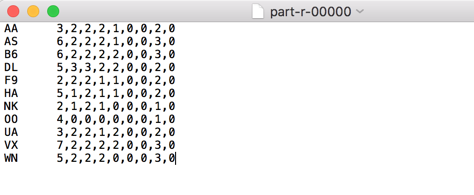 part-r-00000
AA 3,2,2,2,1,0,0,2,0
AS 6,2,2,2,1,0,0,3,0
B6 6,2,2,2,2,0,0,3,0
DL 5,3,3,2,2,0,0,2,0
F9 2,2,2,1,1,0,0,2,0
HA 5,1,2,1,1,0,0,2,0
NK 2,1,2,1,0,0,0,1,0
OO 4,0,0,0,0,0,0,1,0
UA 3,2,2,1,2,0,0,2,0
VX 7,2,2,2,2,0,0,3,0
WN 5,2,2,2,0,0,0,3,0